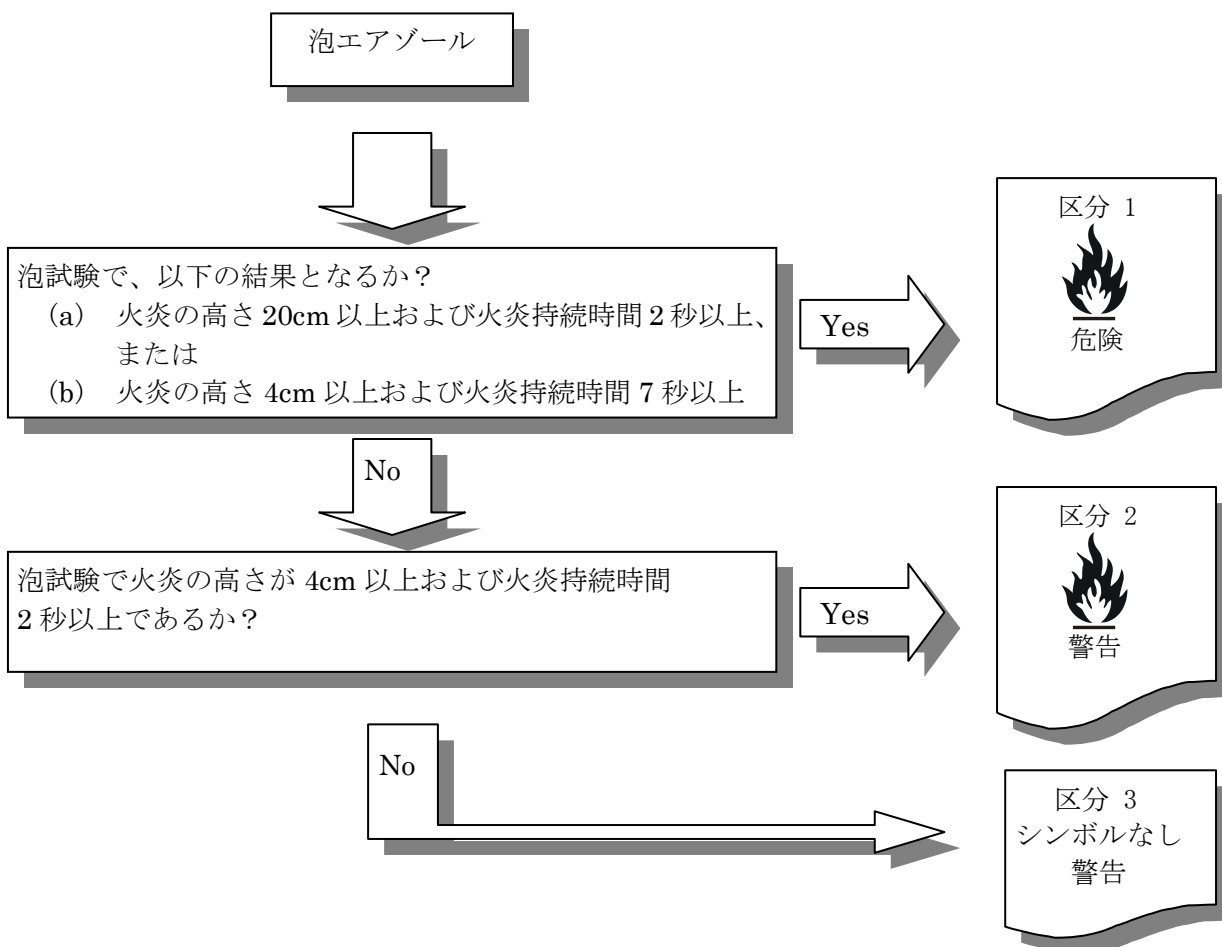 泡エアゾール
泡試験で、以下の結果となるか？
(a) 火炎の高さ 20cm 以上および火炎持続時間 2 秒以上、
または
(b) 火炎の高さ 4cm 以上および火炎持続時間 7 秒以上
Yes
区分 1
危険
No
泡試験で火炎の高さが 4cm 以上および火炎持続時間
2 秒以上であるか？
Yes
区分 2
警告
No
区分 3
シンボルなし
警告